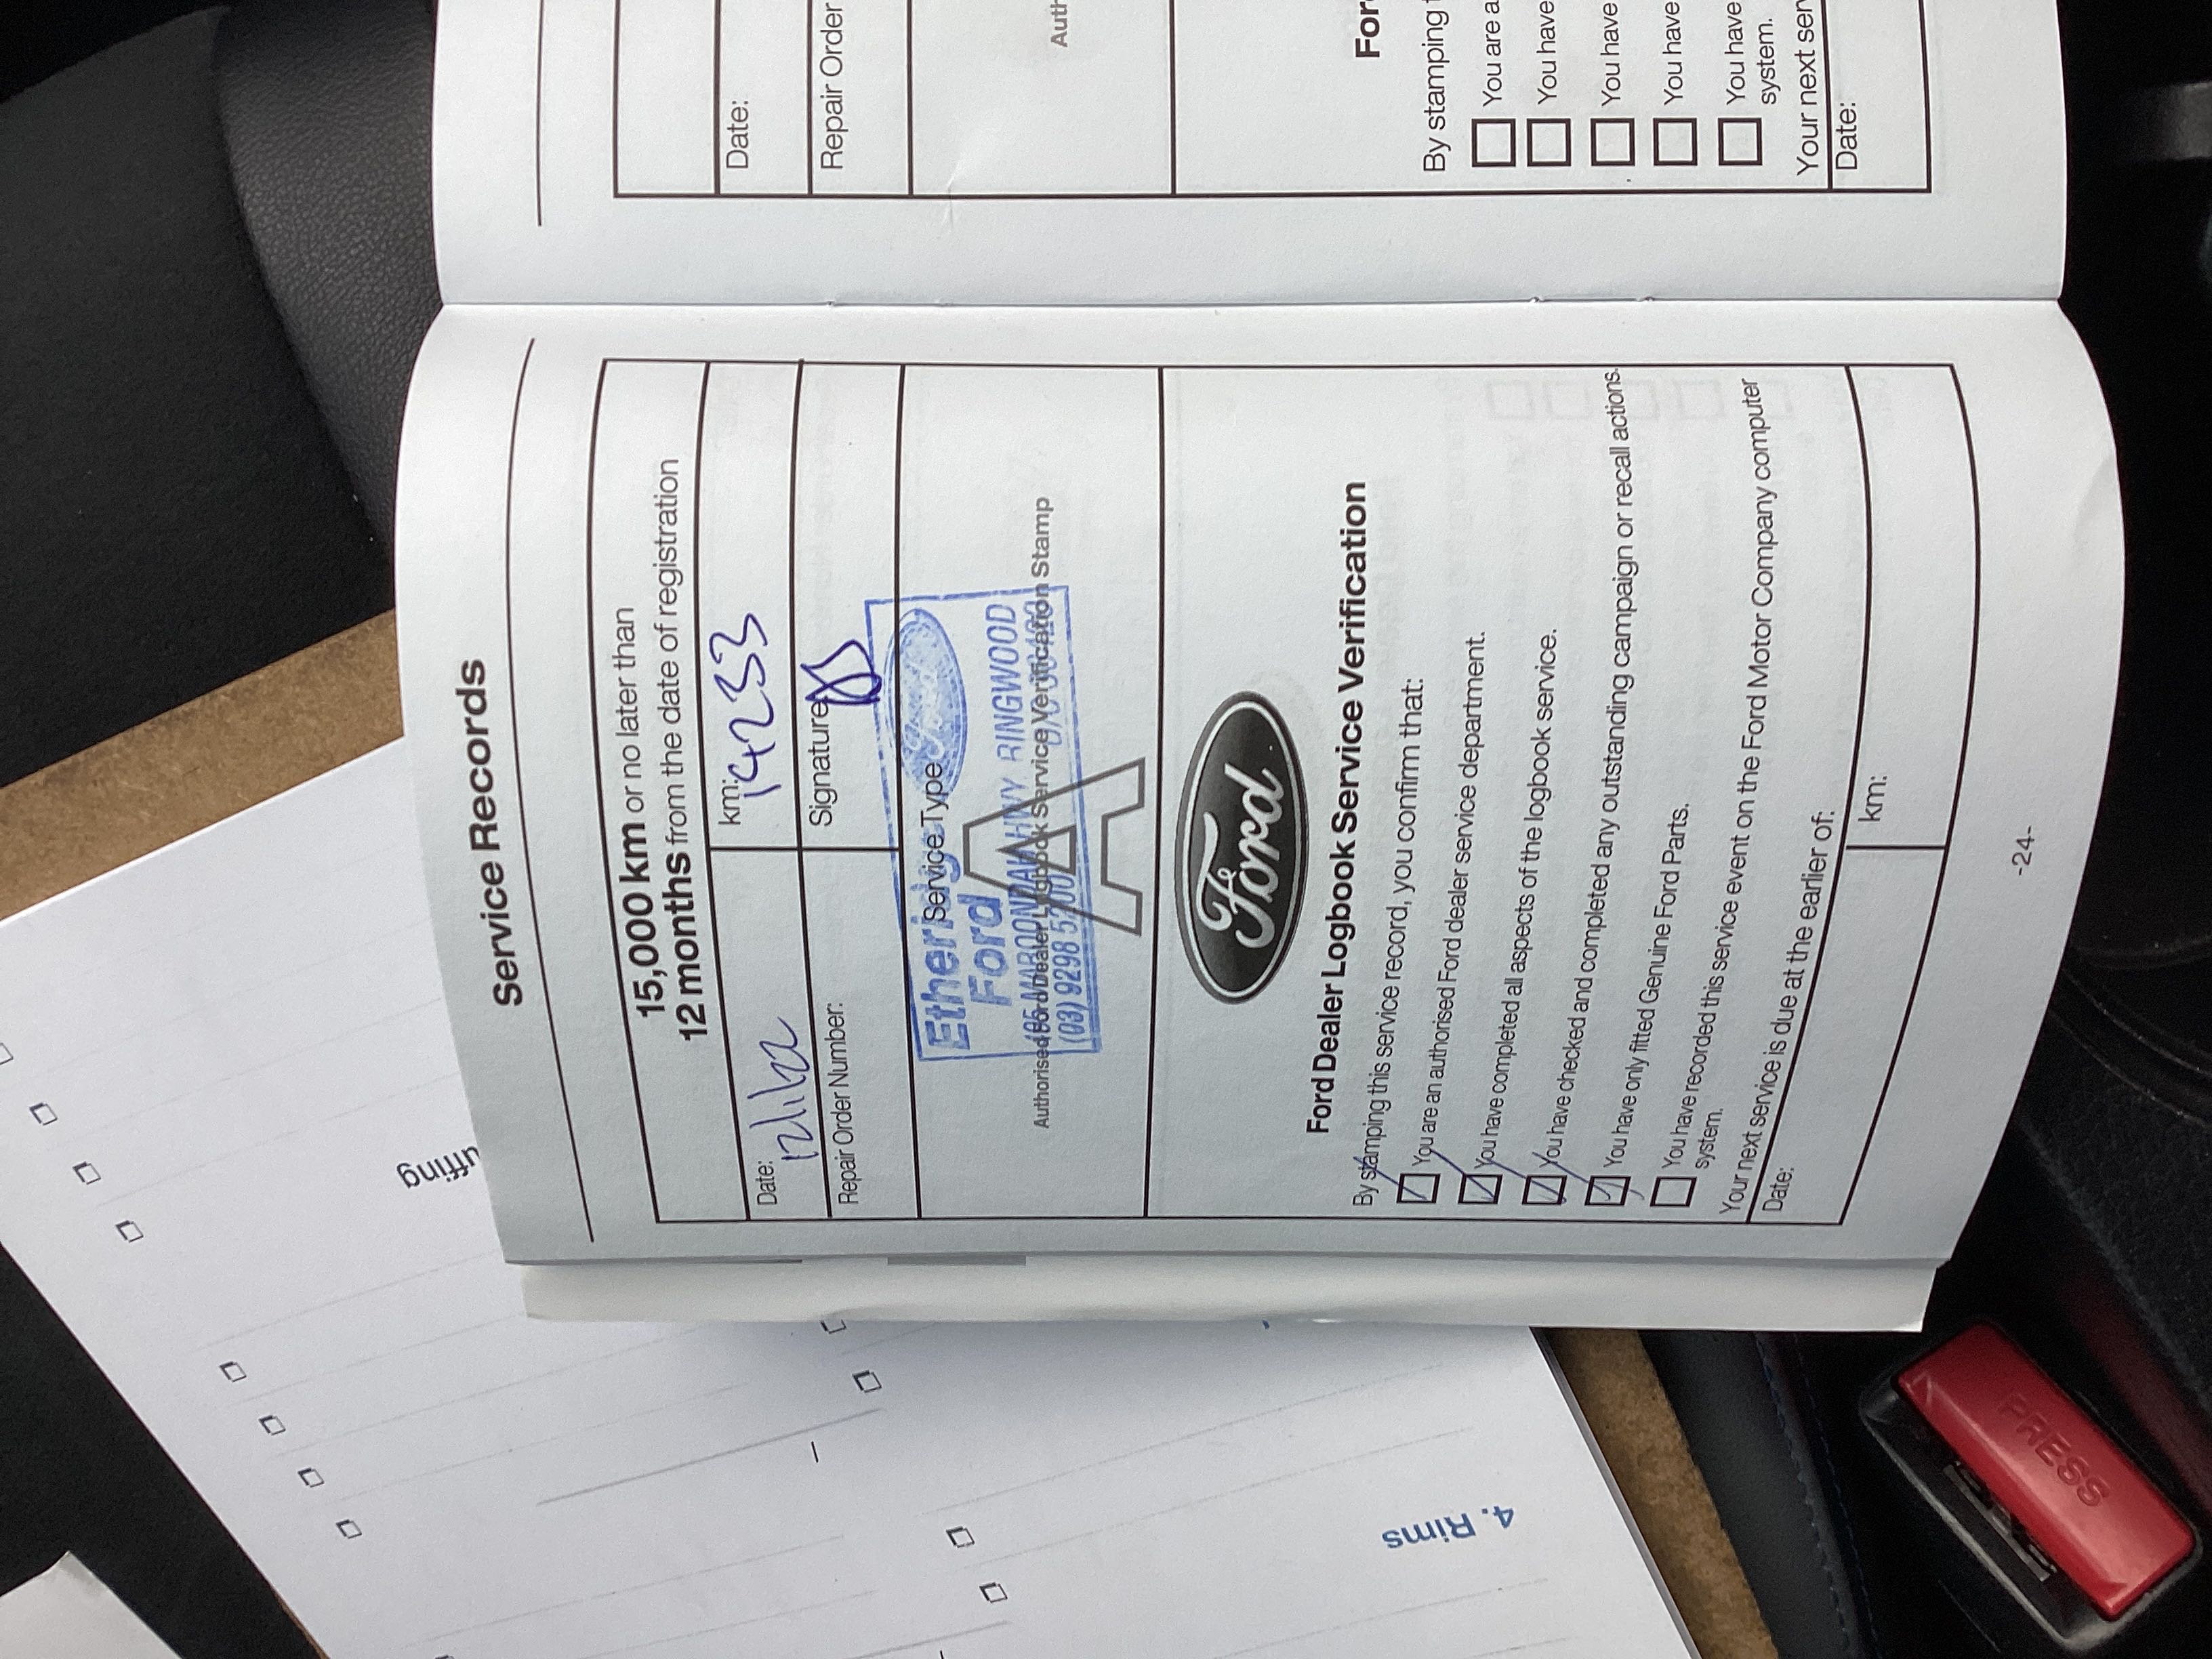 Service Records
15,000 km or no later than
12 months from the date of registration
Date: km: 14233
Repair Order Number: Signature
Service Type A
Ford
Ford
RINGWOOD
(03) 9298
Authorised Ford Dealer Logbook Service Verification Stamp
Ford
Ford Dealer Logbook Service Verification
By stamping this service record, you confirm that:
You are an authorised Ford dealer service department.
You have completed all aspects of the logbook service.
You have checked and completed any outstanding campaign or recall actions.
You have only fitted Genuine Ford Parts.
You have recorded this service event on the Ford Motor Company computer
system.
Your next service is due at the earlier of:
Date: km:
-24-
Date:
Repair Order
Auth
For
By stamping
You are a
You have
You have
You have
You have
system.
Your next ser
Date:
uffing
4. Rims
PRESS